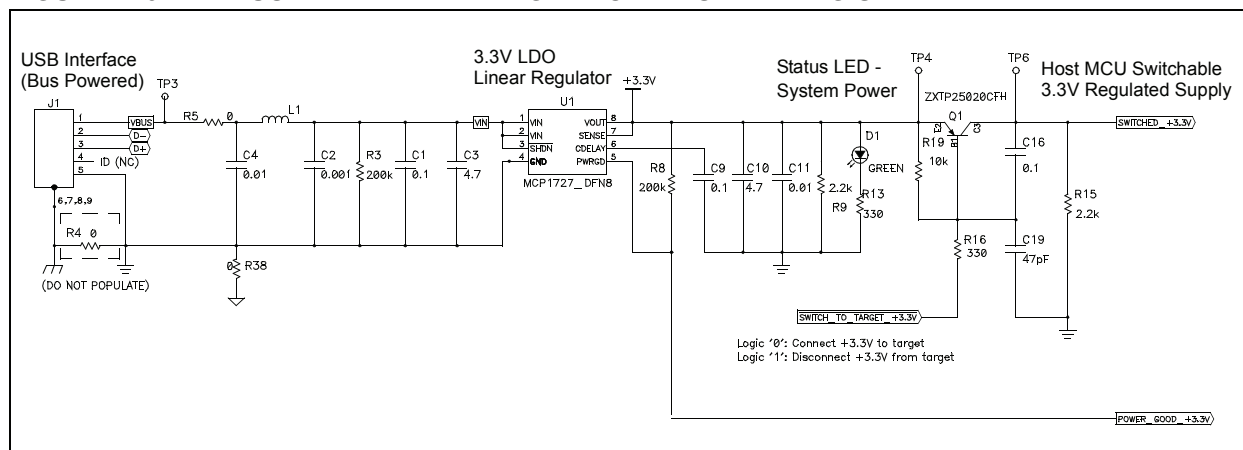 USB Interface
(Bus Powered)
J1
1
2
3
4
5
VBUS
D-
D+
ID (NC)
6,7,8,9
R4 0
(DO NOT POPULATE)
TP3
R5 0
L1
C4
0.01
0 R38
C2
0.001
R3
200k
C1
0.1
C3
4.7
VIN
3.3V LDO
Linear Regulator
U1
+3.3V
1 VIN VOUT 8
2 VIN SENSE 7
3 SHDN CDELAY 6
4 GND PWRGD 5
MCP1727_DFN8
R8
200k
C9
0.1
C10
4.7
C11
0.01
2.2k
R9
Status LED -
System Power
D1
GREEN
R13
330
TP4
TP6
ZXTP25020CFH
Q1
E2
C3
B1
R19
10k
C16
0.1
R16
330
C19
47pF
R15
2.2k
Host MCU Switchable
3.3V Regulated Supply
SWITCHED_+3.3V
SWITCH_TO_TARGET_+3.3V
Logic '0': Connect +3.3V to target
Logic '1': Disconnect +3.3V from target
POWER_GOOD_+3.3V